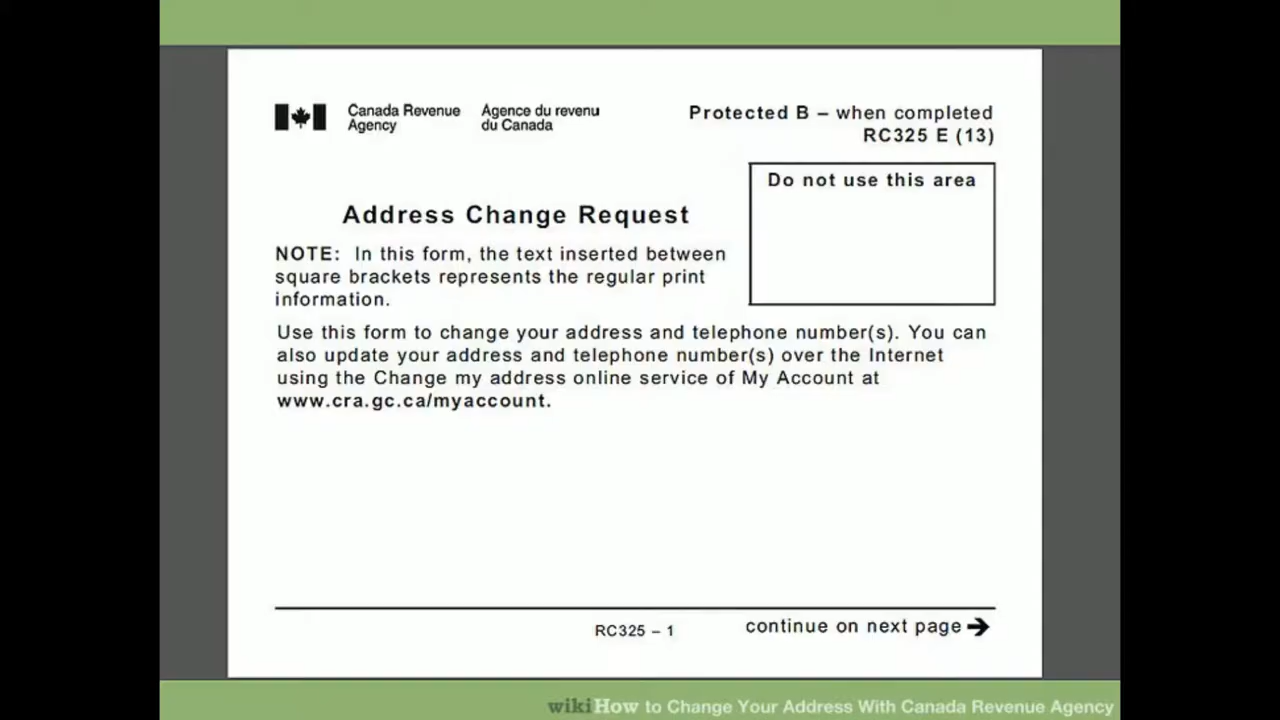 Canada Revenue Agence du revenu
Agency du Canada
Protected B – when completed
RC325 E (13)
Do not use this area
Address Change Request
NOTE: In this form, the text inserted between
square brackets represents the regular print
information.
Use this form to change your address and telephone number(s). You can
also update your address and telephone number(s) over the Internet
using the Change my address online service of My Account at
www.cra.gc.ca/myaccount.
RC325 – 1
continue on next page
wikiHow to Change Your Address With Canada Revenue Agency